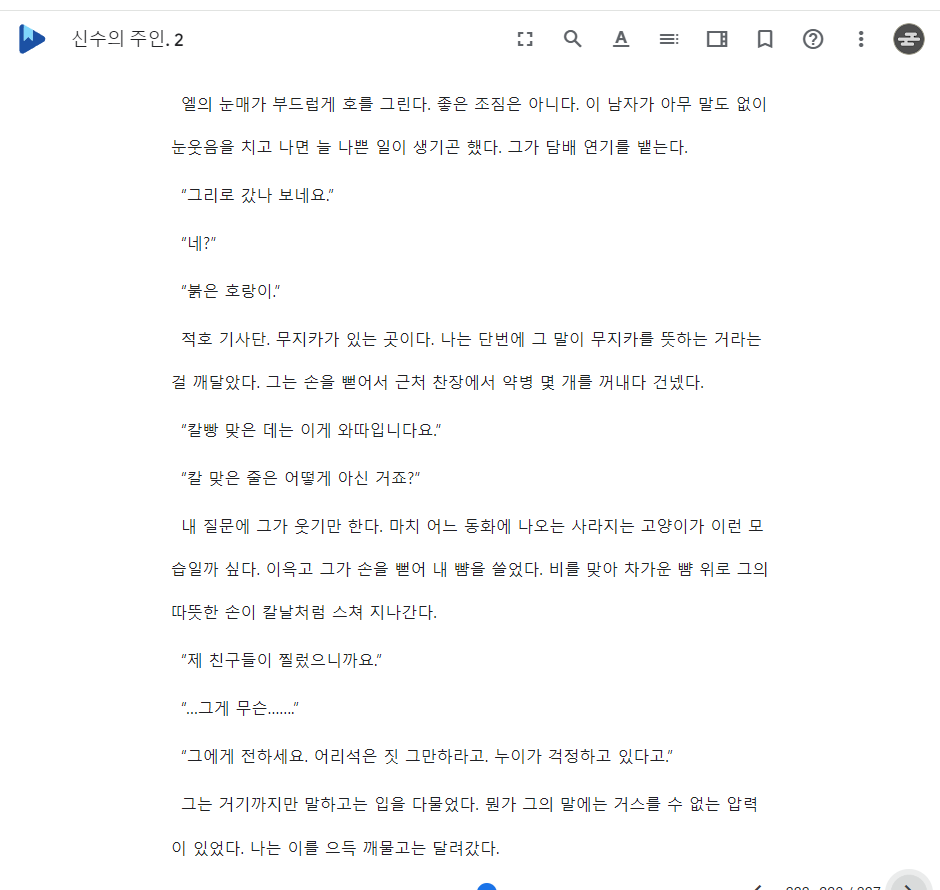 신수의 주인. 2
엘의 눈매가 부드럽게 호를 그린다. 좋은 조짐은 아니다. 이 남자가 아무 말도 없이
눈웃음을 치고 나면 늘 나쁜 일이 생기곤 했다. 그가 담배 연기를 뱉는다.
"그리로 갔나 보네요."
"네?"
"붉은 호랑이."
적호 기사단. 무지카가 있는 곳이다. 나는 단번에 그 말이 무지카를 뜻하는 거라는
걸 깨달았다. 그는 손을 뻗어서 근처 찬장에서 약병 몇 개를 꺼내다 건넸다.
"칼빵 맞은 데는 이게 와따입니다요."
"칼 맞은 줄은 어떻게 아신 거죠?"
내 질문에 그가 웃기만 한다. 마치 어느 동화에 나오는 사라지는 고양이가 이런 모
습일까 싶다. 이윽고 그가 손을 뻗어 내 뺨을 쓸었다. 비를 맞아 차가운 뺨 위로 그의
따뜻한 손이 칼날처럼 스쳐 지나간다.
"제 친구들이 찔렀으니까요."
"...그게 무슨......."
"그에게 전하세요. 어리석은 짓 그만하라고. 누이가 걱정하고 있다고."
그는 거기까지만 말하고는 입을 다물었다. 뭔가 그의 말에는 거스를 수 없는 압력
이 있었다. 나는 이를 으득 깨물고는 달려갔다.